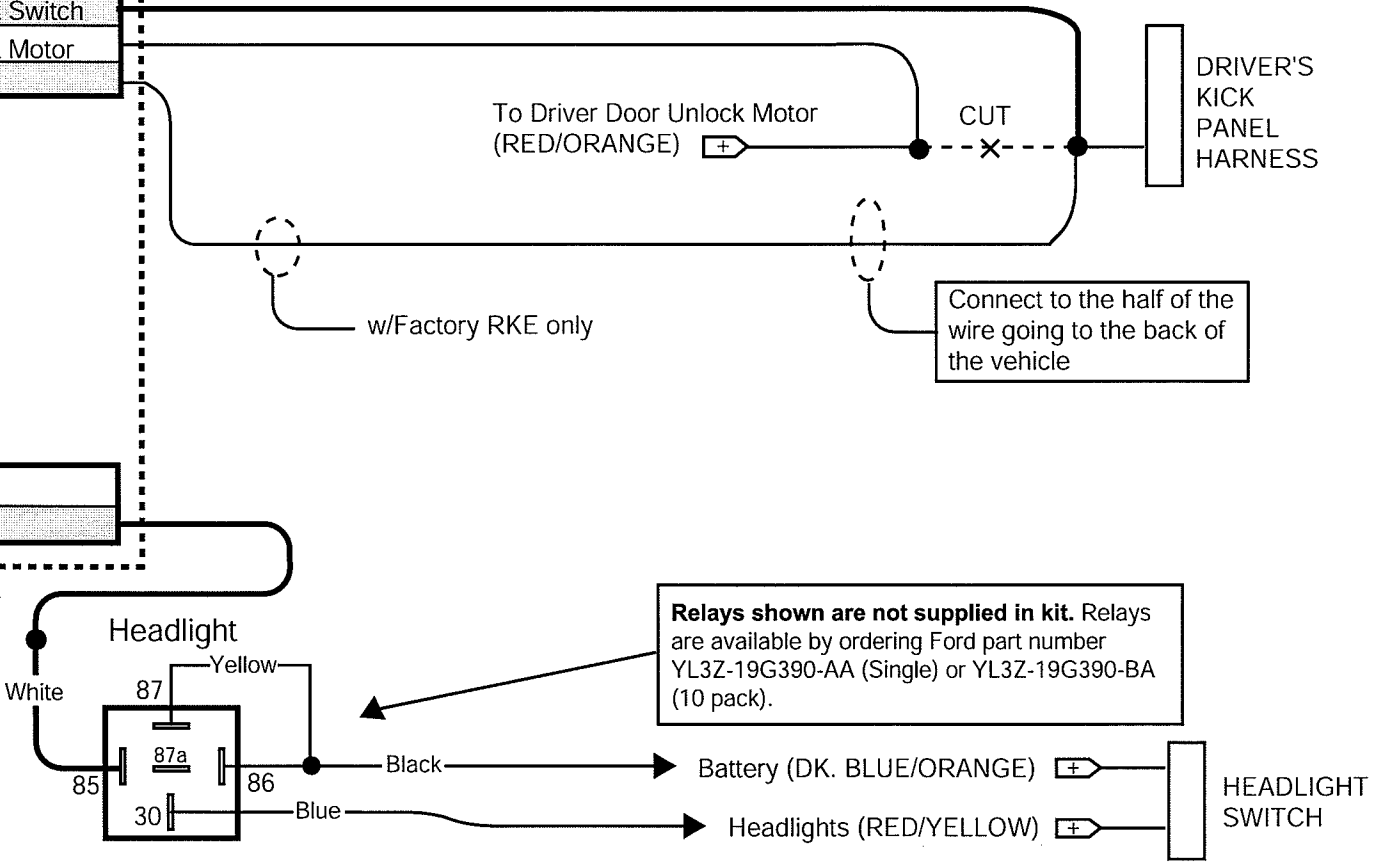 Switch
Motor
To Driver Door Unlock Motor
(RED/ORANGE)
+
CUT
DRIVER'S
KICK
PANEL
HARNESS
w/Factory RKE only
Connect to the half of the
wire going to the back of
the vehicle
Headlight
Yellow
White
87
87a
85
86
30
Black
Blue
Relays shown are not supplied in kit. Relays
are available by ordering Ford part number
YL3Z-19G390-AA (Single) or YL3Z-19G390-BA
(10 pack).
Battery (DK. BLUE/ORANGE)
+
Headlights (RED/YELLOW)
+
HEADLIGHT
SWITCH